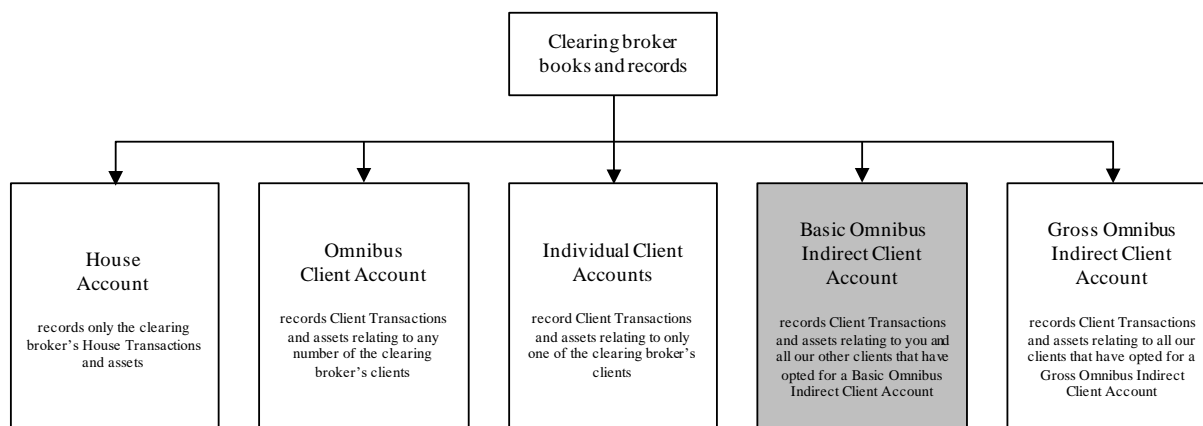 Clearing broker
books and records
House
Account
records only the clearing
broker's House Transactions
and assets
Omnibus
Client Account
records Client Transactions
and assets relating to any
number of the clearing
broker's clients
Individual Client
Accounts
record Client Transactions
and assets relating to only
one of the clearing broker's
clients
Basic Omnibus
Indirect Client
Account
records Client Transactions
and assets relating to you and
all our other clients that have
opted for a Basic Omnibus
Indirect Client Account
Gross Omnibus
Indirect Client
Account
records Client Transactions
and assets relating to all our
clients that have opted for a
Gross Omnibus Indirect
Client Account